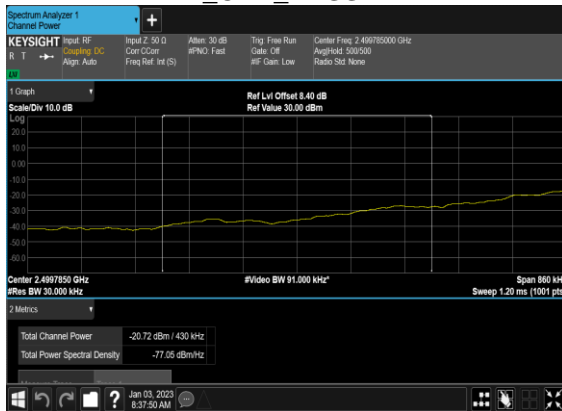 Spectrum Analyzer 1
Channel Power
KEYSIGHT Input: RF Input Z: 50 Ω Atten: 30 dB Trig: Free Run Center Freq: 2.499785000 GHz
R T Coupling: DC Corr CCorr #PNO: Fast Gate: Off Avg|Hold: 500/500
Align: Auto Freq Ref: Int (S) #IF Gain: Low Radio Std: None
1 Graph
Ref Lvl Offset 8.40 dB
Scale/Div 10.0 dB Ref Value 30.00 dBm
Log
20.0
10.0
0.00
-10.0
-20.0
-30.0
-40.0
-50.0
-60.0
Center 2.4997850 GHz #Video BW 91.000 kHz* Span 860 kH
#Res BW 30.000 kHz Sweep 1.20 ms (1001 pts
2 Metrics
Total Channel Power -20.72 dBm / 430 kHz
Total Power Spectral Density -77.05 dBm/Hz
?
Jan 03, 2023
8:37:50 AM